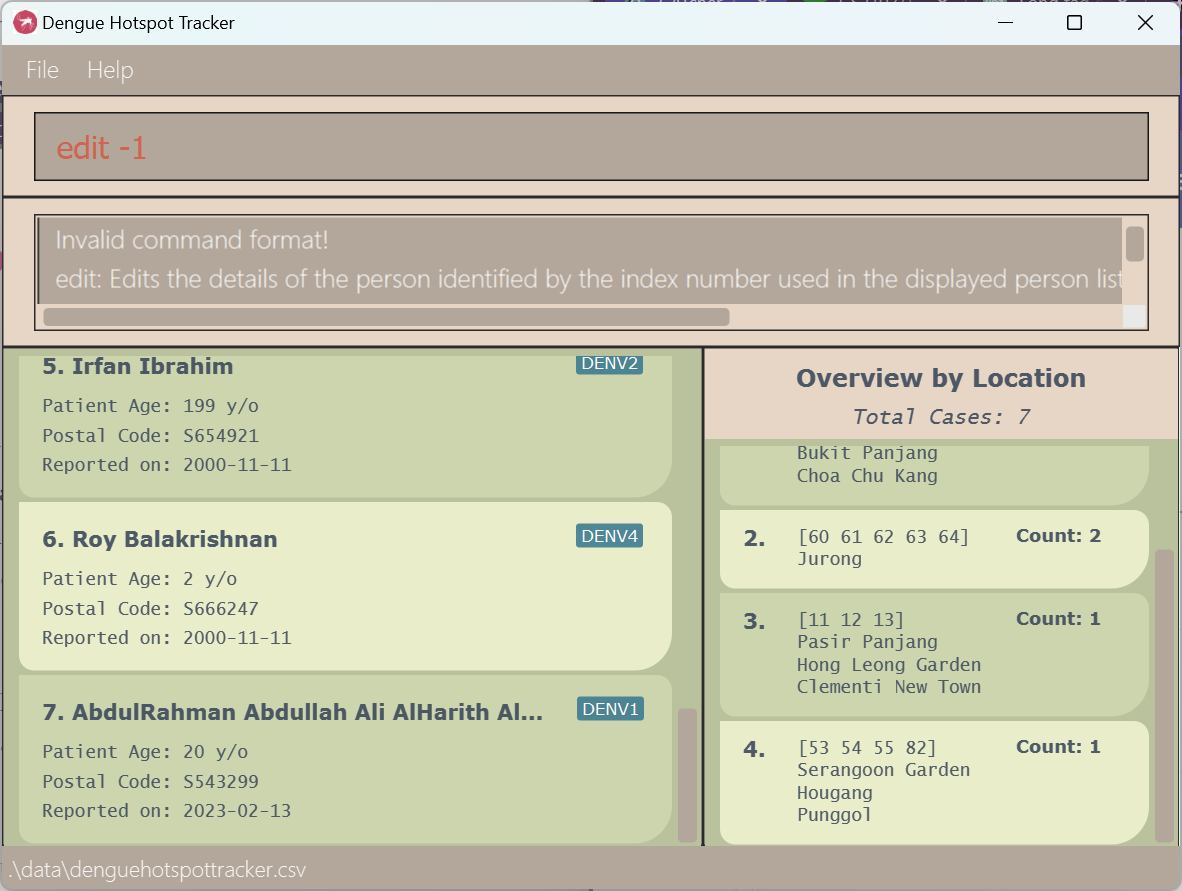 Dengue Hotspot Tracker
File Help
edit -1
Invalid command format!
edit: Edits the details of the person identified by the index number used in the displayed person list
5. Irfan Ibrahim
DENV2
Patient Age: 199 y/o
Postal Code: S654921
Reported on: 2000-11-11
6. Roy Balakrishnan
DENV4
Patient Age: 2 y/o
Postal Code: S666247
Reported on: 2000-11-11
7. AbdulRahman Abdullah Ali AlHarith Al...
DENV1
Patient Age: 20 y/o
Postal Code: S543299
Reported on: 2023-02-13
Overview by Location
Total Cases: 7
Bukit Panjang
Choa Chu Kang
2. [60 61 62 63 64] Count: 2
Jurong
3. [11 12 13] Count: 1
Pasir Panjang
Hong Leong Garden
Clementi New Town
4. [53 54 55 82] Count: 1
Serangoon Garden
Hougang
Punggol
.\data\denguehotspottracker.csv